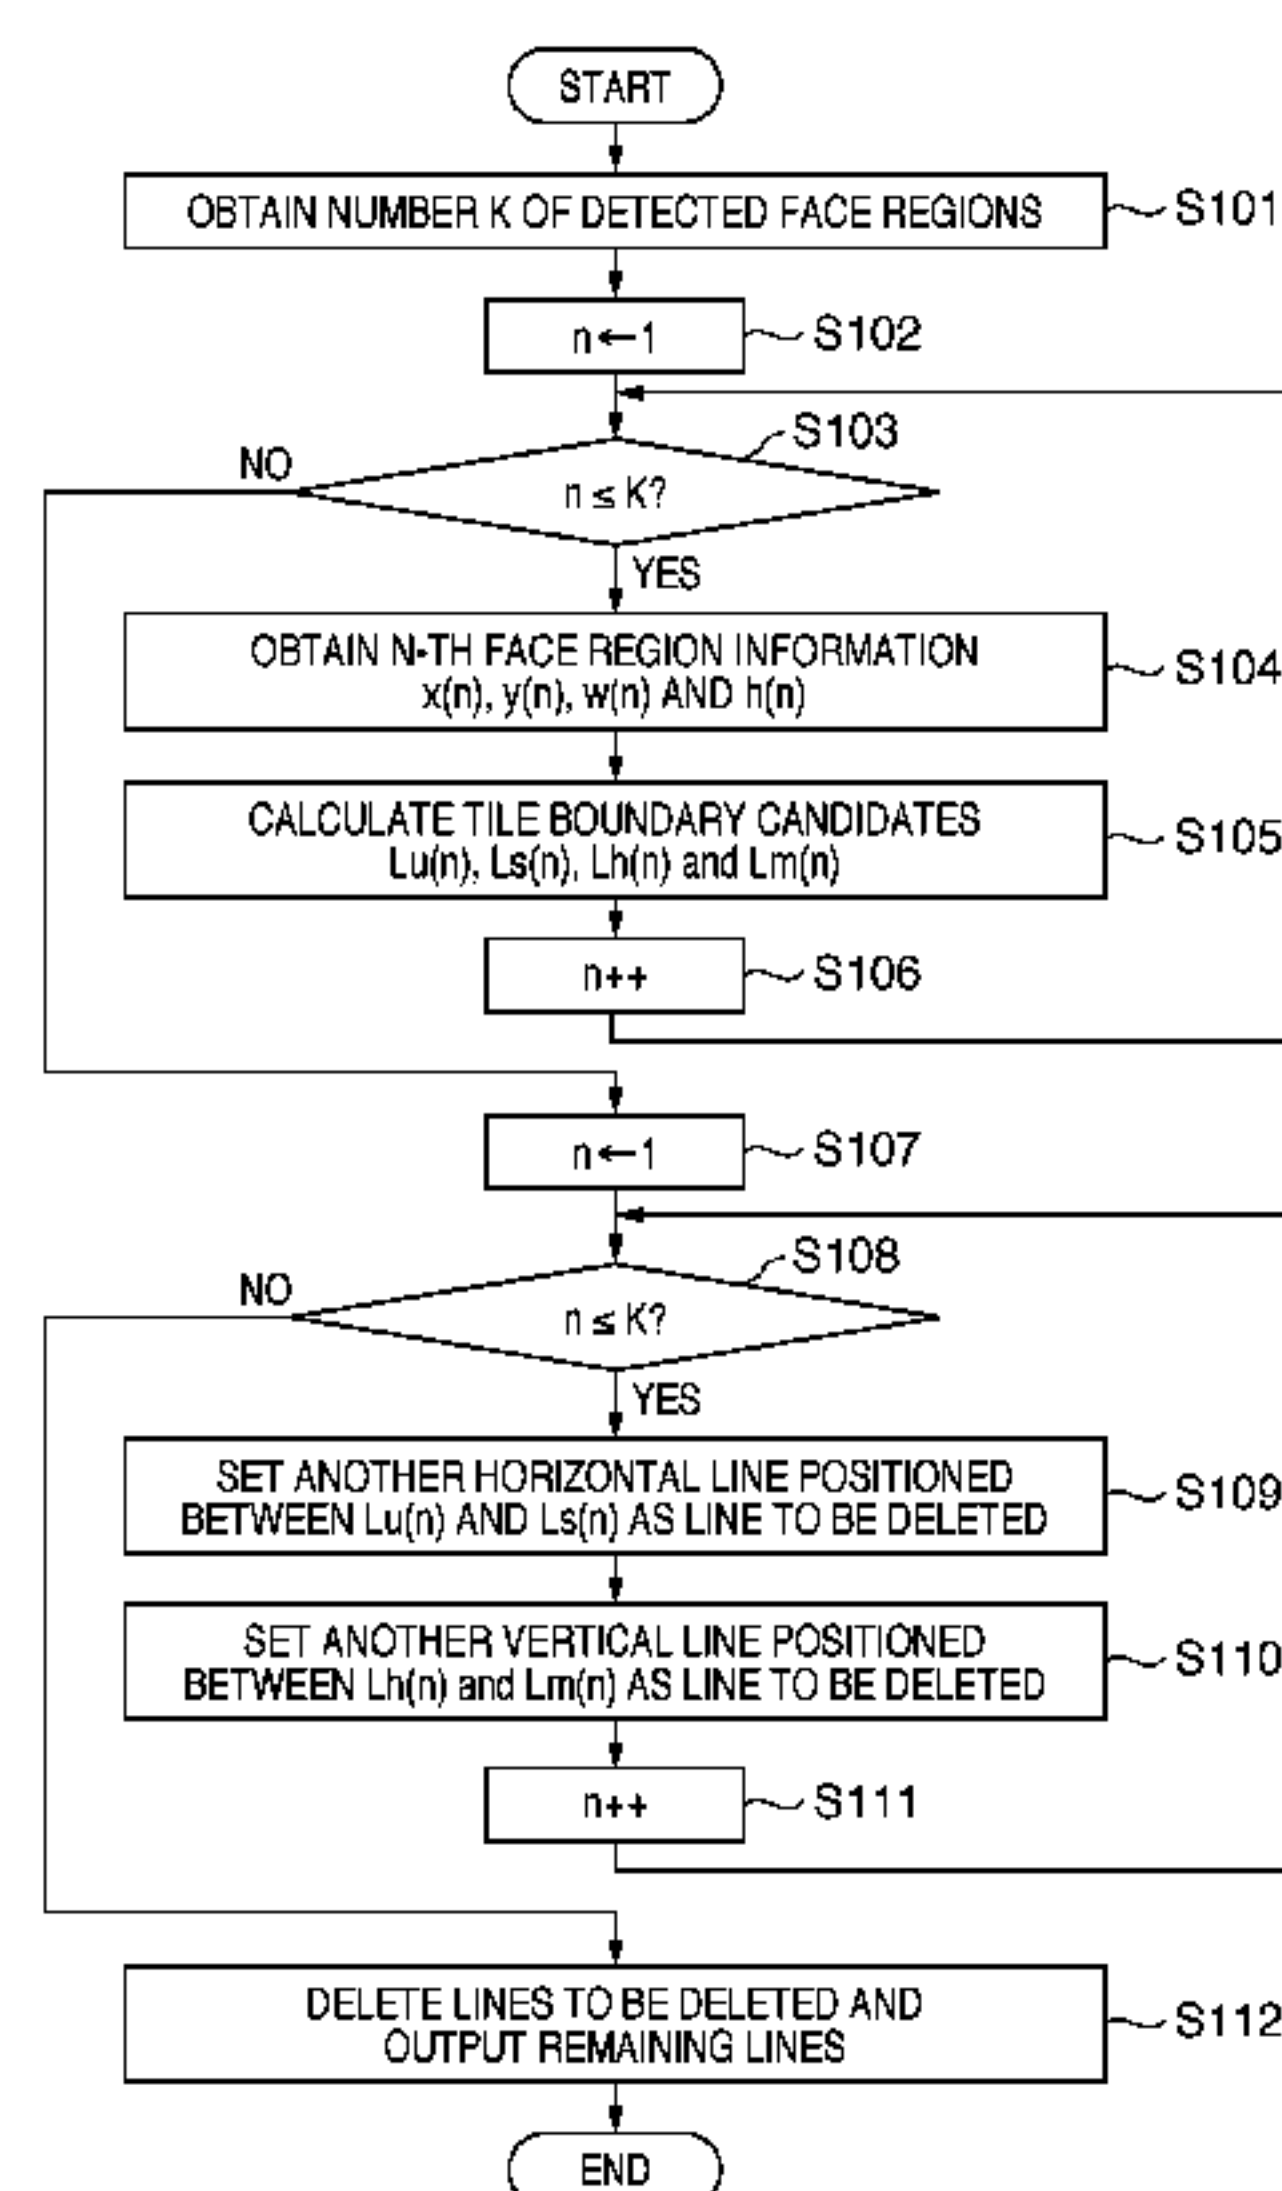 START
OBTAIN NUMBER K OF DETECTED FACE REGIONS
S101
n←1
S102
S103
NO
n ≤ K?
YES
OBTAIN N-TH FACE REGION INFORMATION
x(n), y(n), w(n) AND h(n)
S104
CALCULATE TILE BOUNDARY CANDIDATES
Lu(n), Ls(n), Lh(n) and Lm(n)
S105
n++
S106
n←1
S107
S108
NO
n ≤ K?
YES
SET ANOTHER HORIZONTAL LINE POSITIONED
BETWEEN Lu(n) AND Ls(n) AS LINE TO BE DELETED
S109
SET ANOTHER VERTICAL LINE POSITIONED
BETWEEN Lh(n) and Lm(n) AS LINE TO BE DELETED
S110
n++
S111
DELETE LINES TO BE DELETED AND
OUTPUT REMAINING LINES
S112
END